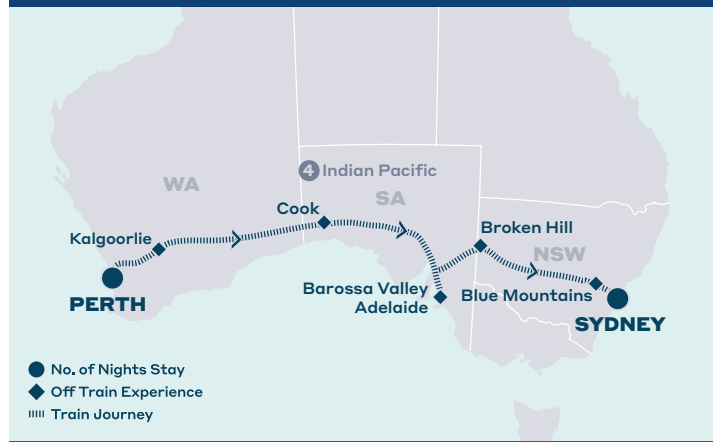 4 Indian Pacific
WA
SA
Cook
Broken Hill
Kalgoorlie
NSW
Barossa Valley
Adelaide
Blue Mountains
PERTH
SYDNEY
No. of Nights Stay
Off Train Experience
Train Journey